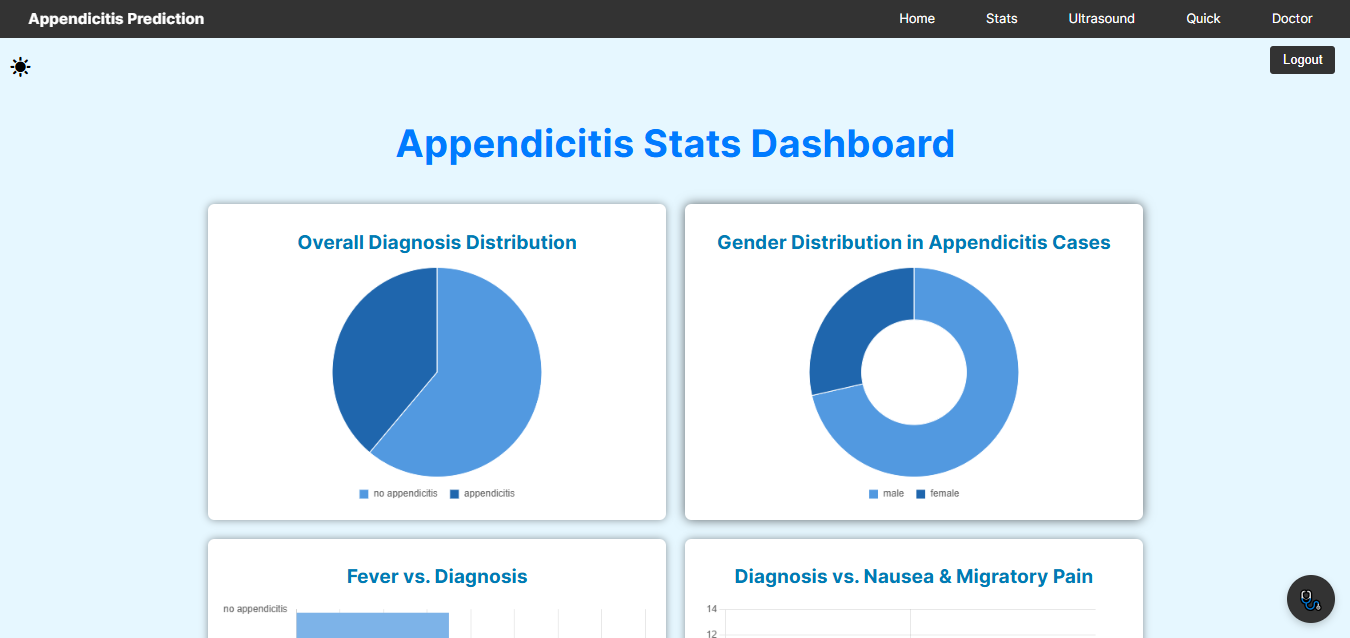 Appendicitis Prediction
Home Stats Ultrasound Quick Doctor
Logout
Appendicitis Stats Dashboard
Overall Diagnosis Distribution
no appendicitis appendicitis
Gender Distribution in Appendicitis Cases
male female
Fever vs. Diagnosis
no appendicitis
Diagnosis vs. Nausea & Migratory Pain
14
12